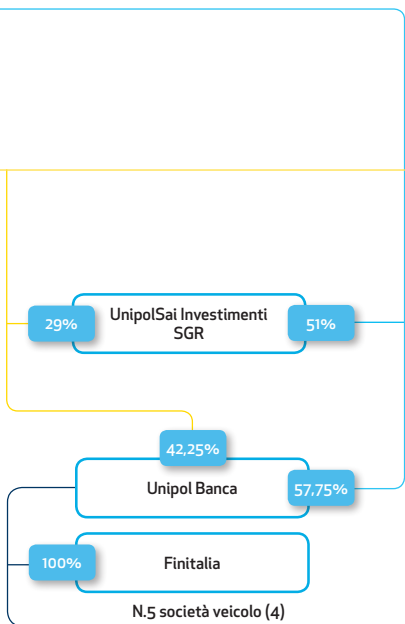 29%
UnipolSai Investimenti
SGR
51%
42,25%
Unipol Banca
57,75%
100%
Finitalia
N.5 società veicolo (4)